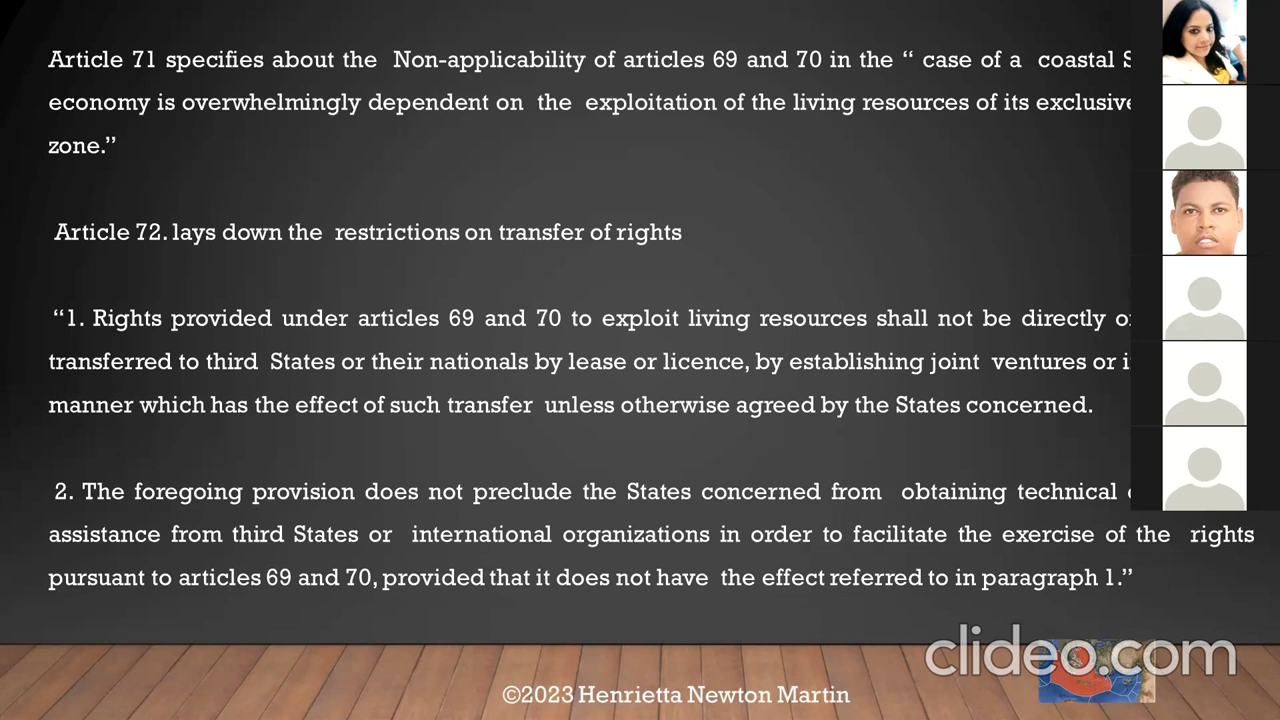 Article 71 specifies about the Non-applicability of articles 69 and 70 in the “ case of a coastal
economy is overwhelmingly dependent on the exploitation of the living resources of its exclusive
zone.”
Article 72. lays down the restrictions on transfer of rights
“1. Rights provided under articles 69 and 70 to exploit living resources shall not be directly
transferred to third States or their nationals by lease or licence, by establishing joint ventures or
manner which has the effect of such transfer unless otherwise agreed by the States concerned.
2. The foregoing provision does not preclude the States concerned from obtaining technical
assistance from third States or international organizations in order to facilitate the exercise of the rights
pursuant to articles 69 and 70, provided that it does not have the effect referred to in paragraph 1.”
clideo.com
©2023 Henrietta Newton Martin